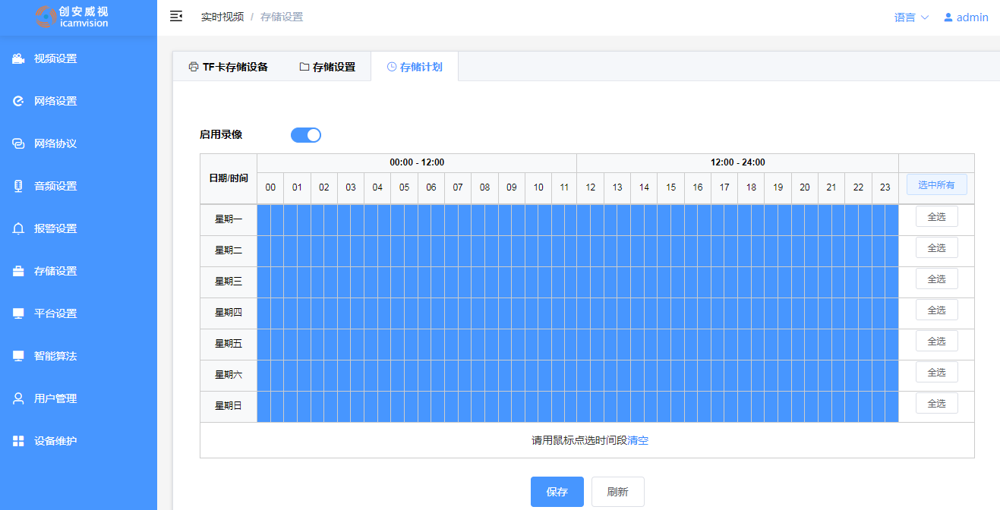 创安威视
icamvision
实时视频 / 存储设置
语言
admin
视频设置
网络设置
网络协议
音频设置
报警设置
存储设置
平台设置
智能算法
用户管理
设备维护
TF卡存储设备
存储设置
存储计划
启用录像
日期/时间
00:00 - 12:00
12:00 - 24:00
00 01 02 03 04 05 06 07 08 09 10 11 12 13 14 15 16 17 18 19 20 21 22 23
选中所有
星期一 全选
星期二 全选
星期三 全选
星期四 全选
星期五 全选
星期六 全选
星期日 全选
请用鼠标点选时间段清空
保存
刷新